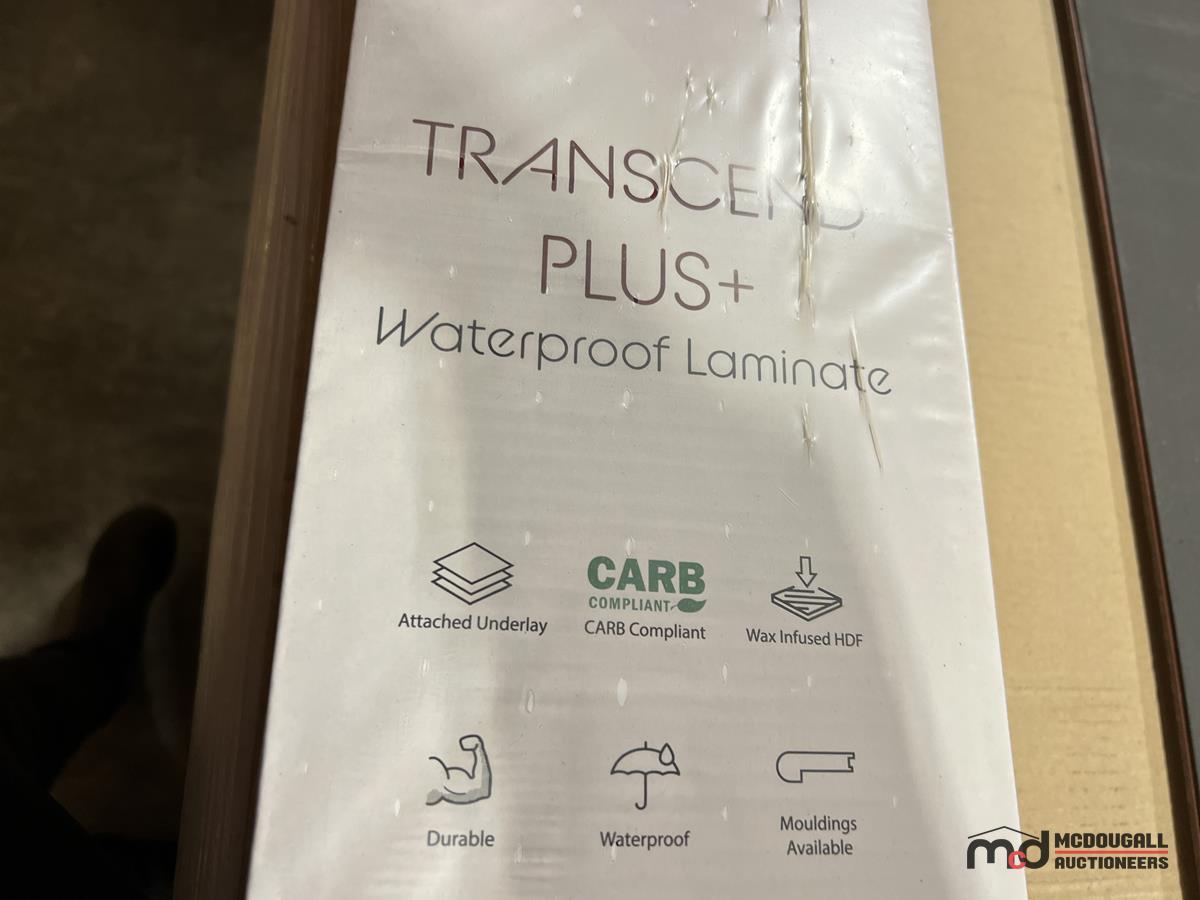 TRANSCEND
PLUS+
Waterproof Laminate
CARB
COMPLIANT
Attached Underlay
CARB Compliant
Wax Infused HDF
Durable
Waterproof
Mouldings
Available
mcd
MCDOUGALL
AUCTIONEERS